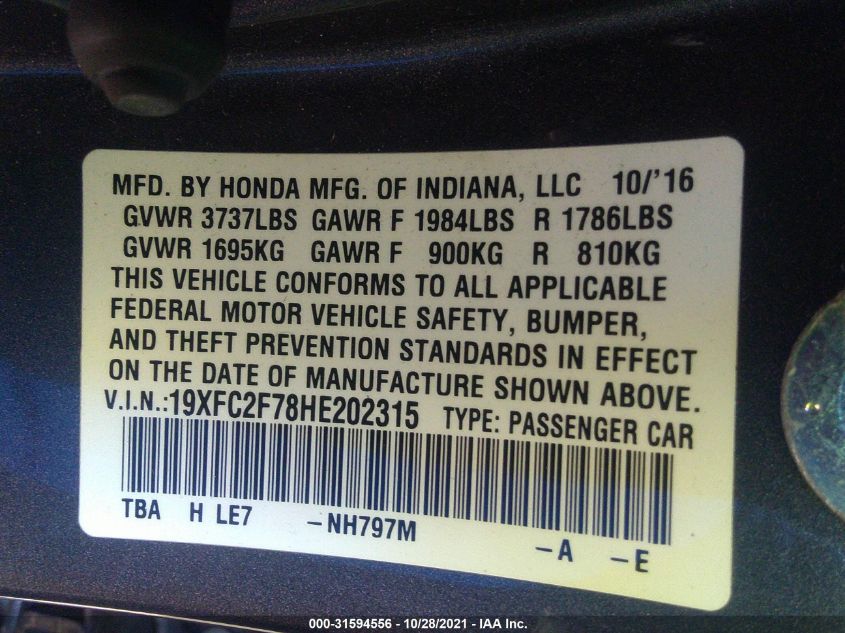 MFD. BY HONDA MFG. OF INDIANA, LLC 10/'16
GVWR 3737LBS GAWR F 1984LBS R 1786LBS
GVWR 1695KG GAWR F 900KG R 810KG
THIS VEHICLE CONFORMS TO ALL APPLICABLE
FEDERAL MOTOR VEHICLE SAFETY, BUMPER,
AND THEFT PREVENTION STANDARDS IN EFFECT
ON THE DATE OF MANUFACTURE SHOWN ABOVE.
V.I.N.:19XFC2F78HE202315 TYPE: PASSENGER CAR
TBA H LE7 -NH797M -A -E
000-31594556 - 10/28/2021 - IAA Inc.